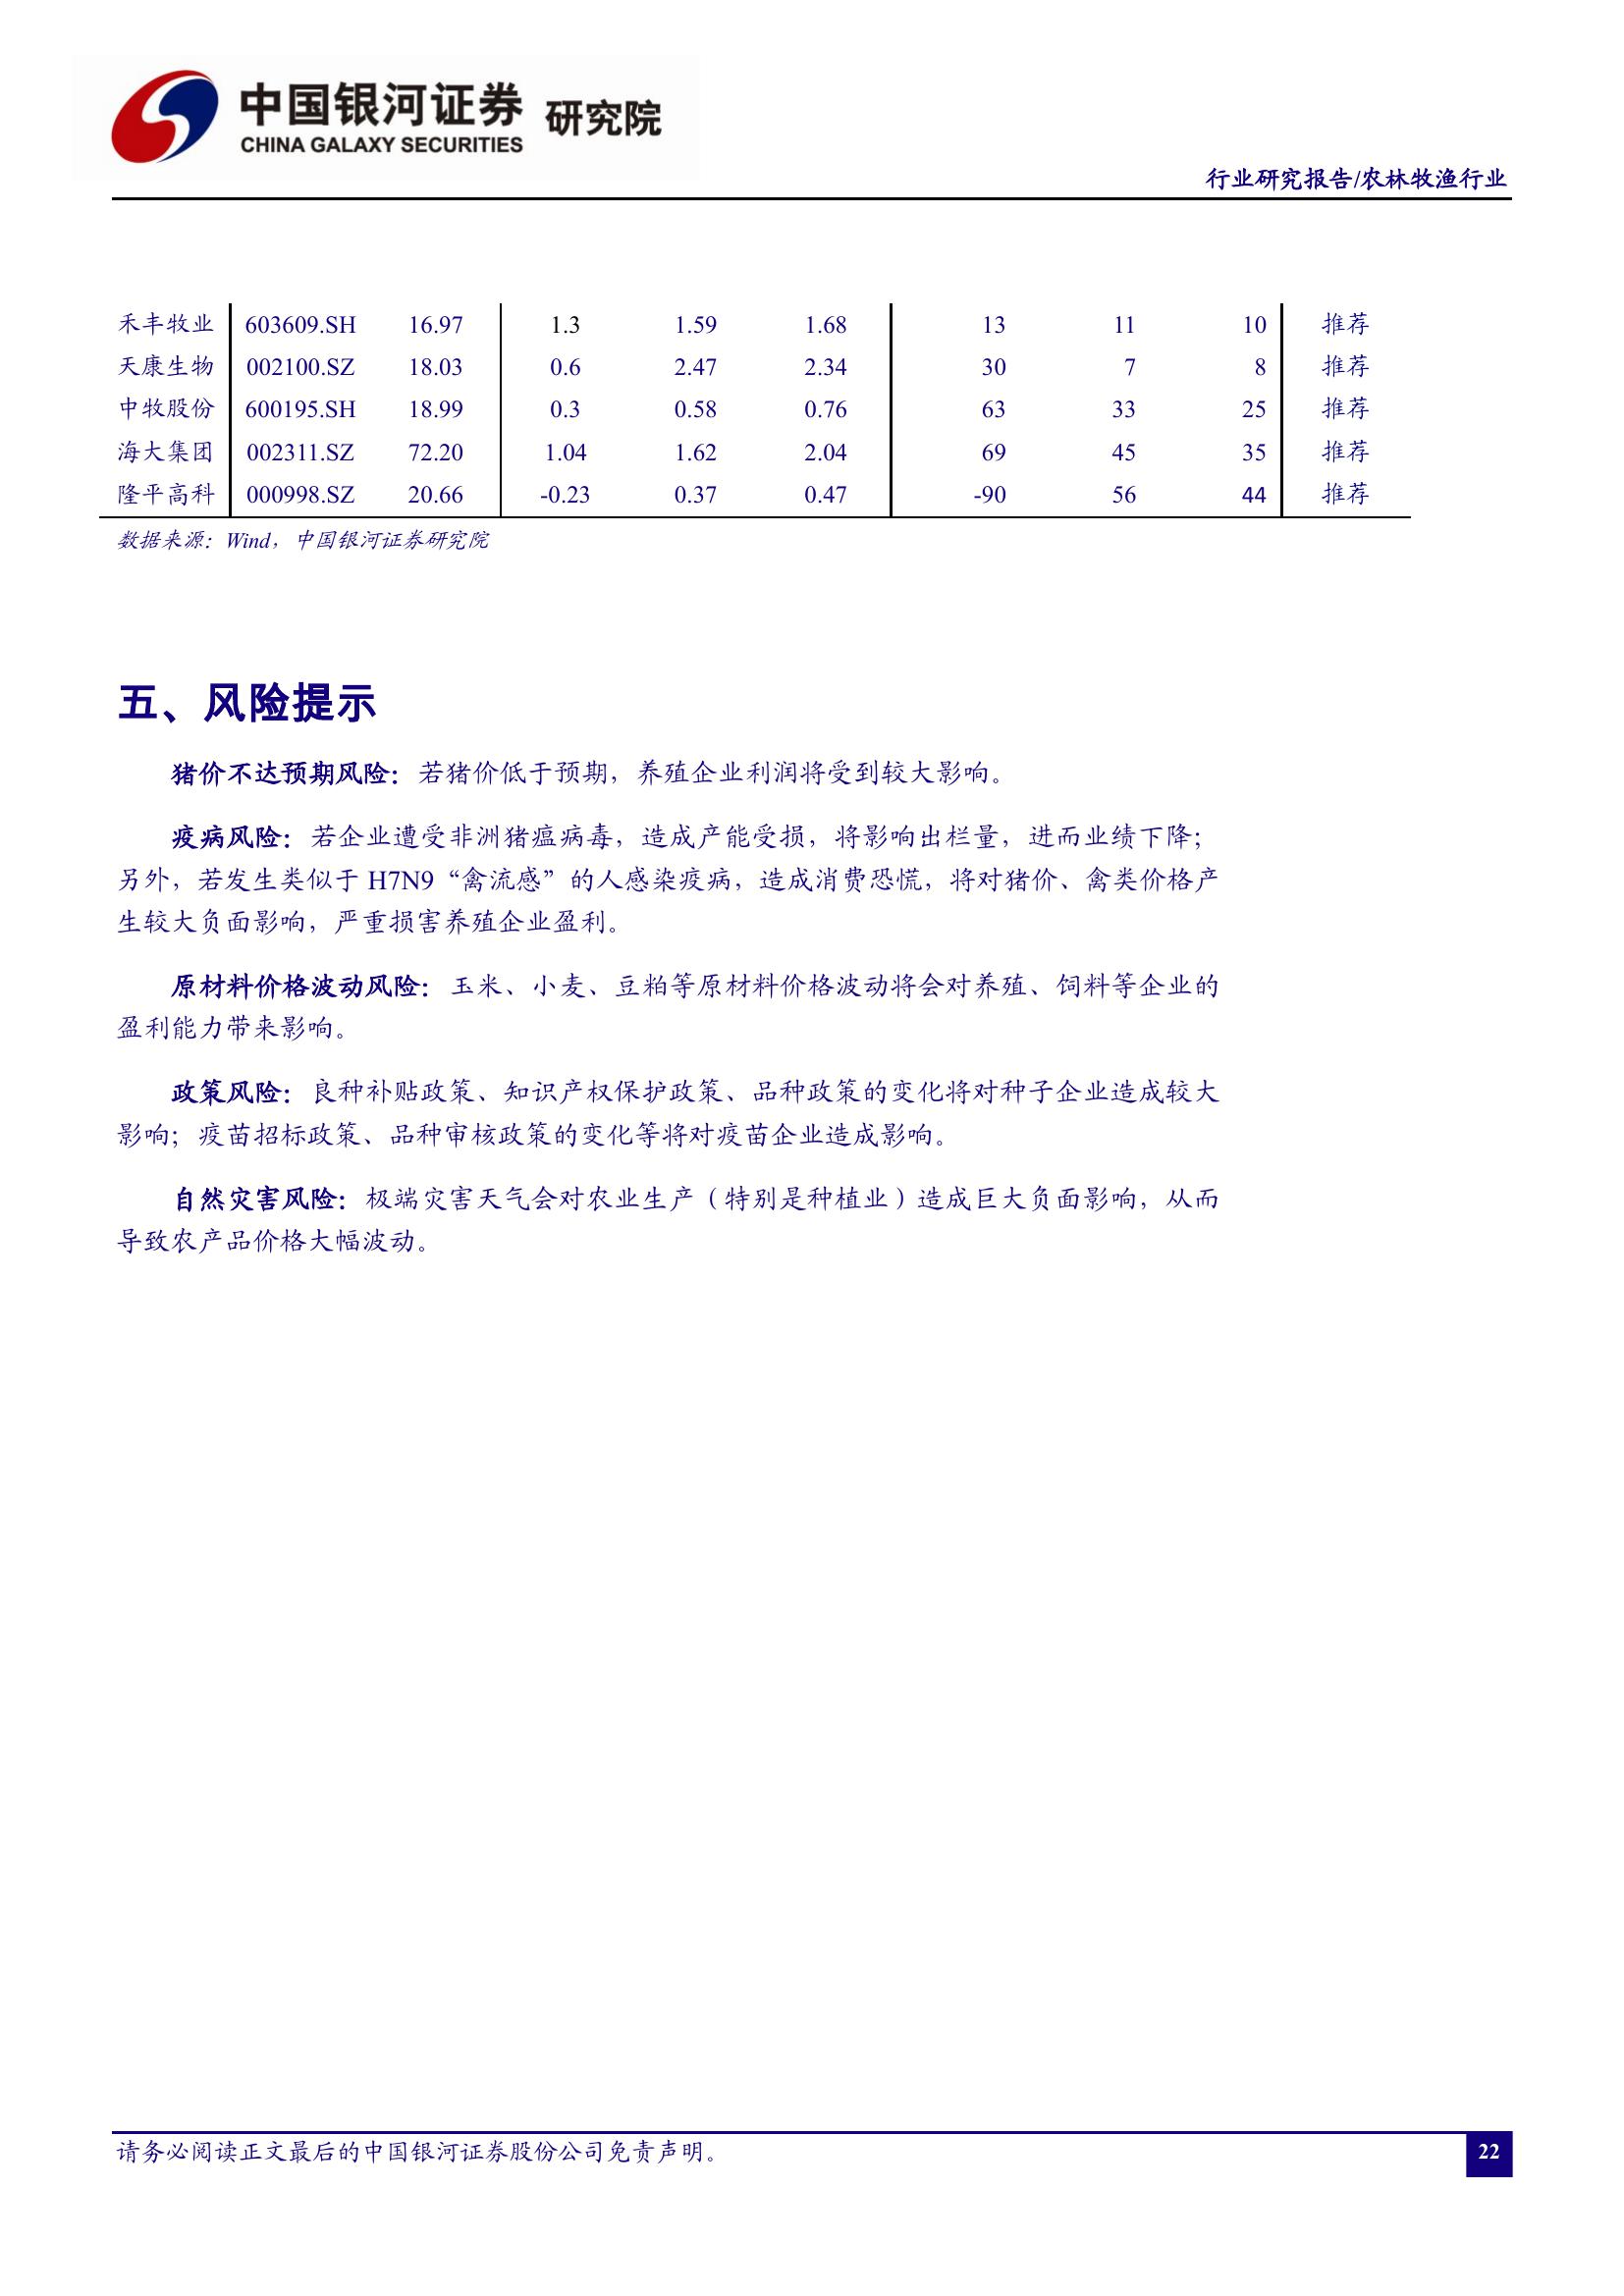 中国银河证券 研究院
CHINA GALAXY SECURITIES
行业研究报告/农林牧渔行业
禾丰牧业 603609.SH 16.97 1.3 1.59 1.68 13 11 10 推荐
天康生物 002100.SZ 18.03 0.6 2.47 2.34 30 7 8 推荐
中牧股份 600195.SH 18.99 0.3 0.58 0.76 63 33 25 推荐
海大集团 002311.SZ 72.20 1.04 1.62 2.04 69 45 35 推荐
隆平高科 000998.SZ 20.66 -0.23 0.37 0.47 -90 56 44 推荐
数据来源：Wind，中国银河证券研究院
五、风险提示
猪价不达预期风险：若猪价低于预期，养殖企业利润将受到较大影响。
疫病风险：若企业遭受非洲猪瘟病毒，造成产能受损，将影响出栏量，进而业绩下降；
另外，若发生类似于 H7N9“禽流感”的人感染疫病，造成消费恐慌，将对猪价、禽类价格产
生较大负面影响，严重损害养殖企业盈利。
原材料价格波动风险：玉米、小麦、豆粕等原材料价格波动将会对养殖、饲料等企业的
盈利能力带来影响。
政策风险：良种补贴政策、知识产权保护政策、品种政策的变化将对种子企业造成较大
影响；疫苗招标政策、品种审核政策的变化等将对疫苗企业造成影响。
自然灾害风险：极端灾害天气会对农业生产（特别是种植业）造成巨大负面影响，从而
导致农产品价格大幅波动。
请务必阅读正文最后的中国银河证券股份公司免责声明。
22